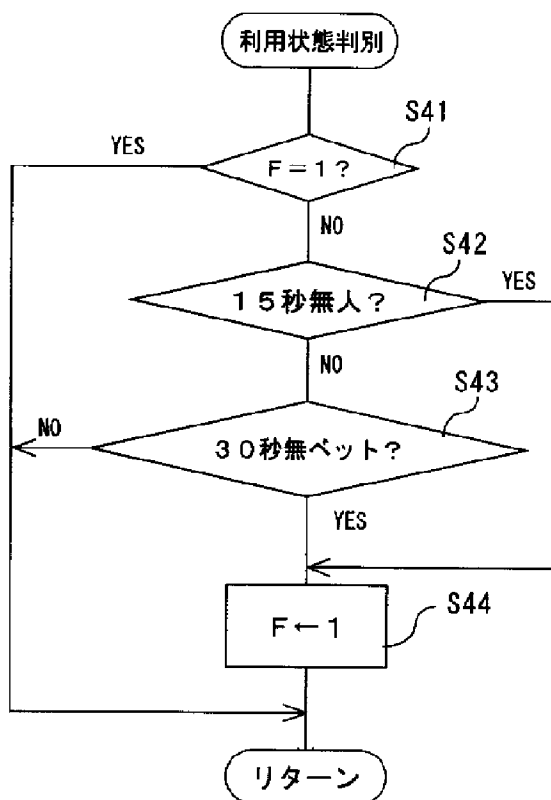 利用状態判別
S41
YES
F=1?
NO
S42
15秒無人?
YES
NO
S43
NO
30秒無ペット?
YES
S44
F←1
リターン